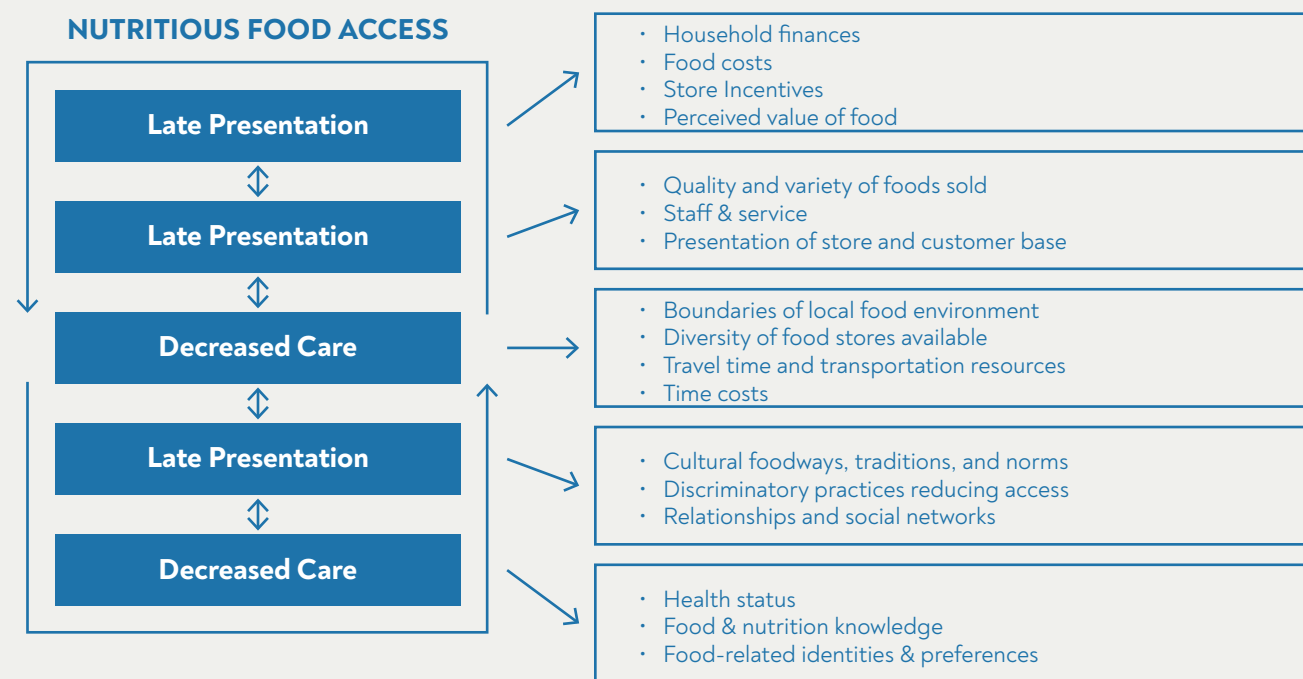 NUTRITIOUS FOOD ACCESS
Late Presentation
· Household finances
· Food costs
· Store Incentives
· Perceived value of food
Late Presentation
· Quality and variety of foods sold
· Staff & service
· Presentation of store and customer base
Decreased Care
· Boundaries of local food environment
· Diversity of food stores available
· Travel time and transportation resources
· Time costs
Late Presentation
· Cultural foodways, traditions, and norms
· Discriminatory practices reducing access
· Relationships and social networks
Decreased Care
· Health status
· Food & nutrition knowledge
· Food-related identities & preferences